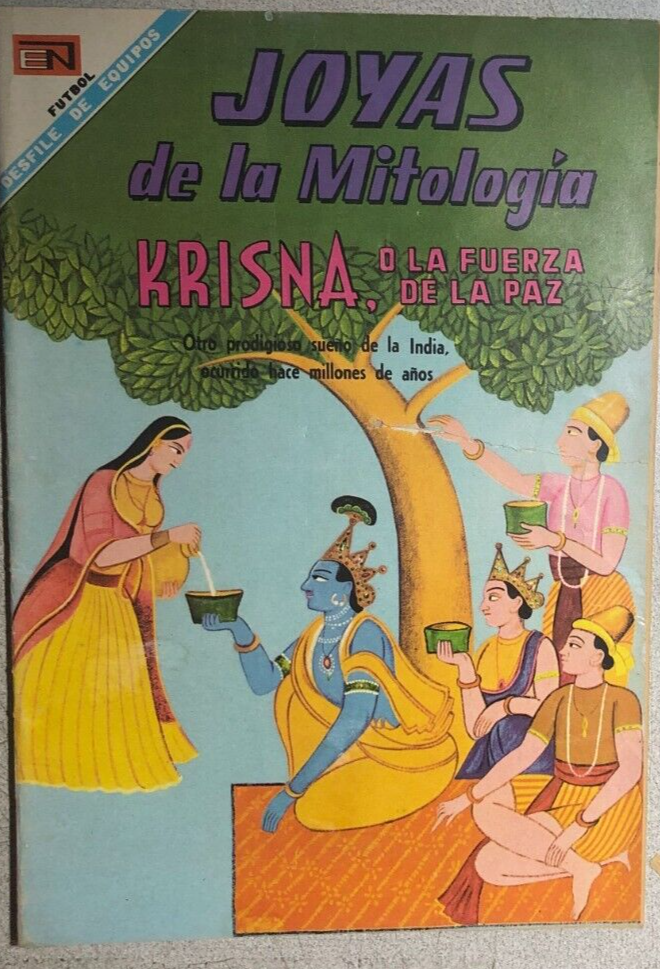 EN
FUTBOL
DESFILE DE EQUIPOS
JOYAS
de la Mitología
KRISNA, O LA FUERZA
DE LA PAZ
Otro prodigioso sueño de la India,
ocurrido hace millones de años